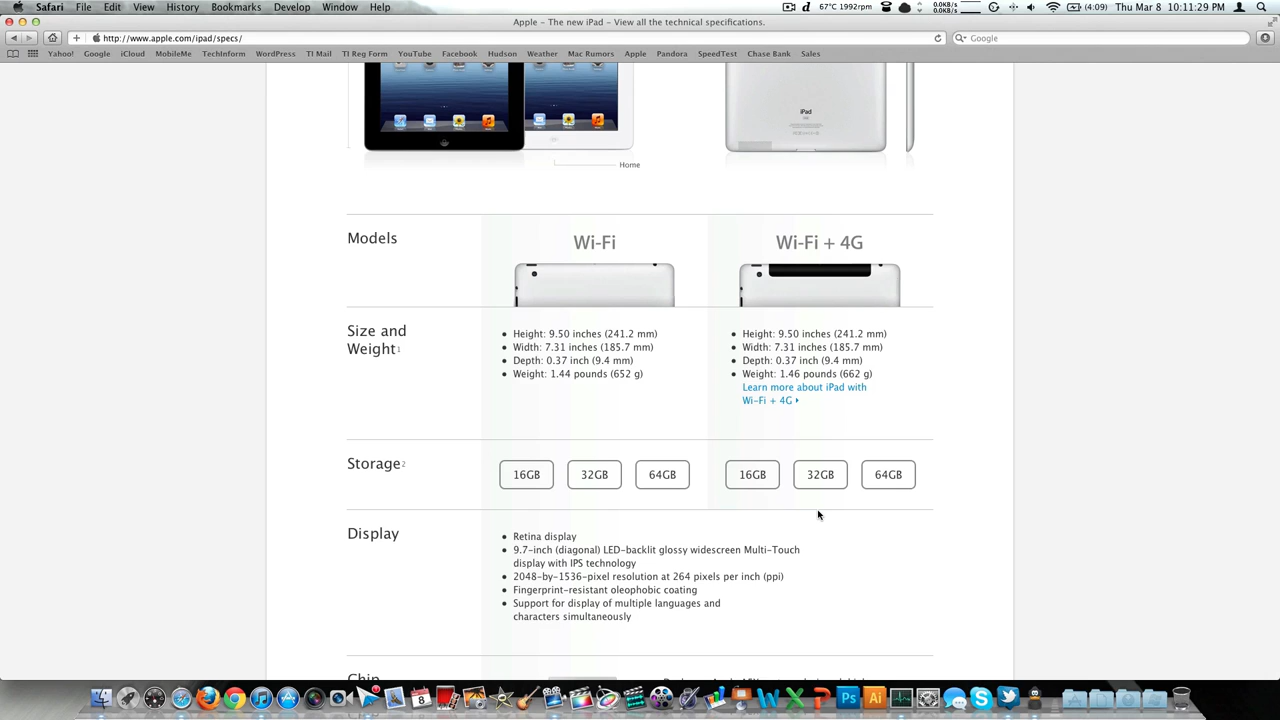 Safari File Edit View History Bookmarks Develop Window Help 67°C 1992rpm 0.0KB/s 0.0KB/s (4:09) Thu Mar 8 10:11:29 PM
Apple - The new iPad - View all the technical specifications.
http://www.apple.com/ipad/specs/ Google
Yahoo! Google iCloud MobileMe TechInform WordPress TI Mail TI Reg Form YouTube Facebook Hudson Weather Mac Rumors Apple Pandora SpeedTest Chase Bank Sales
iPad
Home
Models Wi-Fi Wi-Fi + 4G
Size and
Weight1
• Height: 9.50 inches (241.2 mm)
• Width: 7.31 inches (185.7 mm)
• Depth: 0.37 inch (9.4 mm)
• Weight: 1.44 pounds (652 g)
• Height: 9.50 inches (241.2 mm)
• Width: 7.31 inches (185.7 mm)
• Depth: 0.37 inch (9.4 mm)
• Weight: 1.46 pounds (662 g)
Learn more about iPad with
Wi-Fi + 4G ▸
Storage2 16GB 32GB 64GB 16GB 32GB 64GB
Display
• Retina display
• 9.7-inch (diagonal) LED-backlit glossy widescreen Multi-Touch
display with IPS technology
• 2048-by-1536-pixel resolution at 264 pixels per inch (ppi)
• Fingerprint-resistant oleophobic coating
• Support for display of multiple languages and
characters simultaneously
Chip
8
Ps Ai